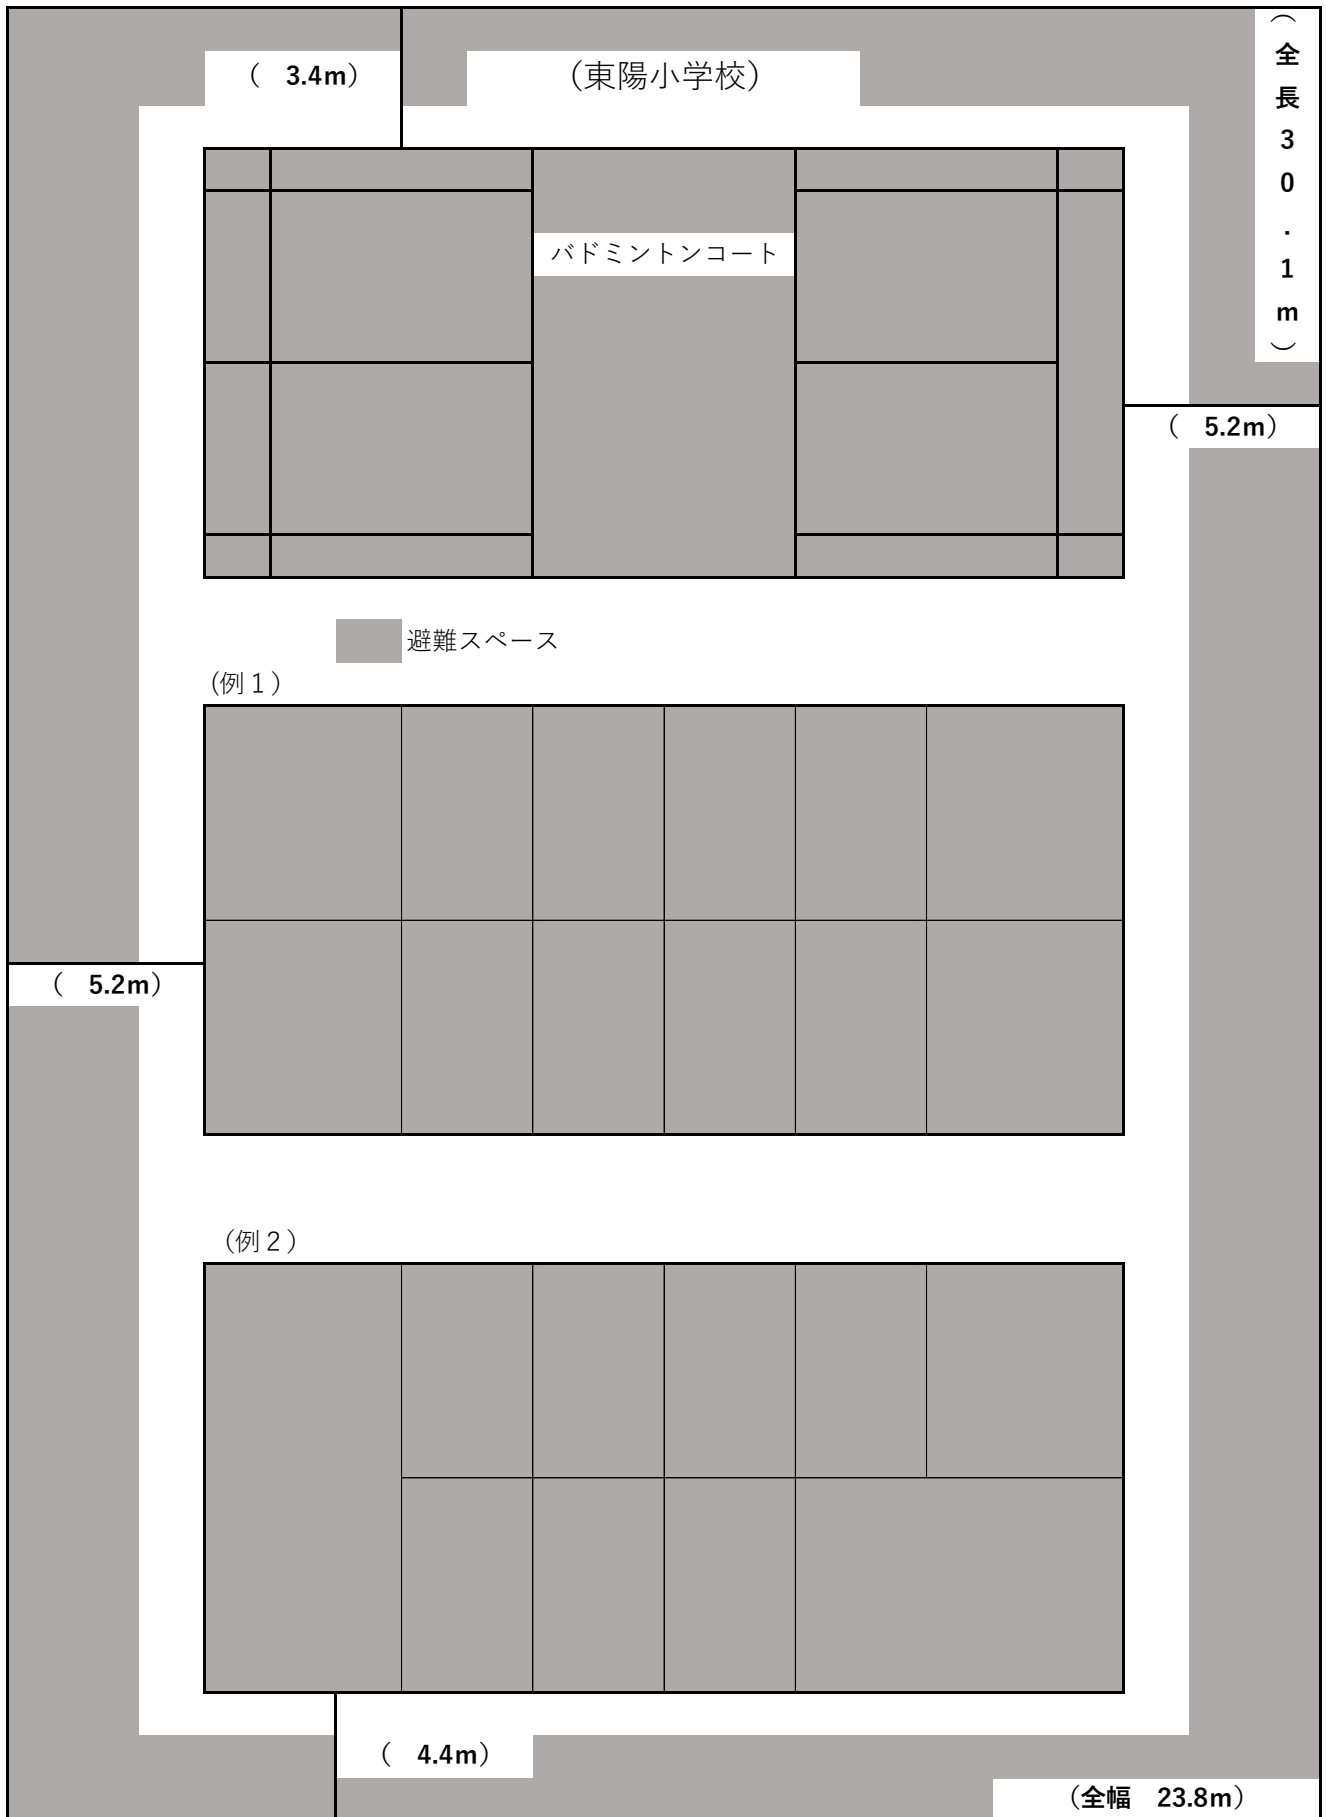 （　3.4m）
（東陽小学校）
（全長３０．１ｍ）
バドミントンコート
（　5.2m）
避難スペース
（例１）
（　5.2m）
（例２）
（　4.4m）
（全幅　23.8m）